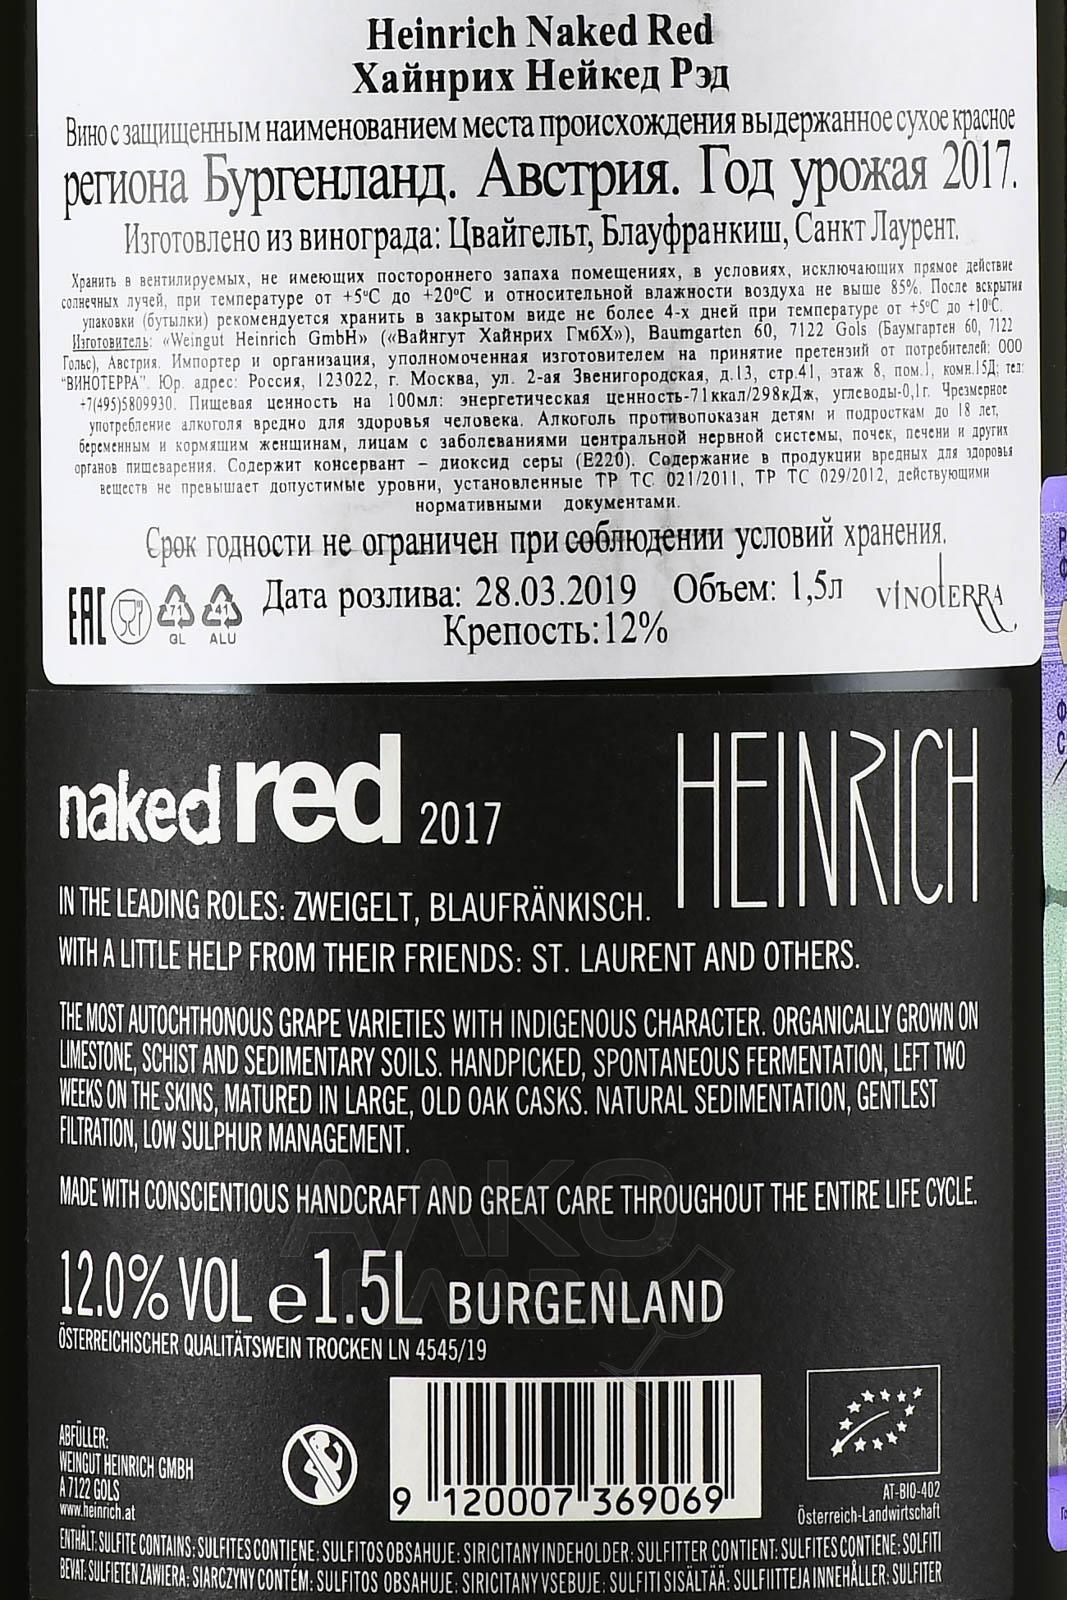 Heinrich Naked Red
Хайнрих Нейкед Рэд
Вино с защищенным наименованием места происхождения выдержанное сухое красное
региона Бургенланд. Австрия. Год урожая 2017.
Изготовлено из винограда: Цвайгельт, Блауфранкиш, Санкт Лаурент.
Хранить в вентилируемых, не имеющих постороннего запаха помещениях, в условиях, исключающих прямое действие
солнечных лучей, при температуре от +5°С до +20°С и относительной влажности воздуха не выше 85%. После вскрытия
упаковки (бутылки) рекомендуется хранить в закрытом виде не более 4-х дней при температуре от +5°С до +10°С.
Изготовитель: «Weingut Heinrich GmbH» («Вайнгут Хайнрих ГмбХ»), Baumgarten 60, 7122 Gols (Баумгартен 60, 7122
Гольс), Австрия. Импортер и организация, уполномоченная изготовителем на принятие претензий от потребителей: ООО
"ВИНОТЕРРА". Юр. адрес: Россия, 123022, г. Москва, ул. 2-ая Звенигородская, д.13, стр.41, этаж 8, пом.I, комн.15Д; тел:
+7(495)5809930. Пищевая ценность на 100мл: энергетическая ценность-71ккал/298кДж, углеводы-0,1г. Чрезмерное
употребление алкоголя вредно для здоровья человека. Алкоголь противопоказан детям и подросткам до 18 лет,
беременным и кормящим женщинам, лицам с заболеваниями центральной нервной системы, почек, печени и других
органов пищеварения. Содержит консервант – диоксид серы (Е220). Содержание в продукции вредных для здоровья
веществ не превышает допустимые уровни, установленные ТР ТС 021/2011, ТР ТС 029/2012, действующими
нормативными документами.
Срок годности не ограничен при соблюдении условий хранения.
EAC 71 GL 41 ALU Дата розлива: 28.03.2019 Объем: 1,5л VINOTERRA
Крепость:12%
naked red 2017 HEINRICH
IN THE LEADING ROLES: ZWEIGELT, BLAUFRÄNKISCH.
WITH A LITTLE HELP FROM THEIR FRIENDS: ST. LAURENT AND OTHERS.
THE MOST AUTOCHTHONOUS GRAPE VARIETIES WITH INDIGENOUS CHARACTER. ORGANICALLY GROWN ON
LIMESTONE, SCHIST AND SEDIMENTARY SOILS. HANDPICKED, SPONTANEOUS FERMENTATION, LEFT TWO
WEEKS ON THE SKINS, MATURED IN LARGE, OLD OAK CASKS. NATURAL SEDIMENTATION, GENTLEST
FILTRATION, LOW SULPHUR MANAGEMENT.
MADE WITH CONSCIENTIOUS HANDCRAFT AND GREAT CARE THROUGHOUT THE ENTIRE LIFE CYCLE.
АЛКО
12.0% VOL e1.5L BURGENLAND
ÖSTERREICHISCHER QUALITÄTSWEIN TROCKEN LN 4545/19
ABFÜLLER:
WEINGUT HEINRICH GMBH
A 7122 GOLS
www.heinrich.at
9 120007 369069
AT-BIO-402
Österreich-Landwirtschaft
ENTHÄLT: SULFITE CONTAINS: SULFITES CONTIENE: SULFITOS OBSAHUJE: SIRICITANY INDEHOLDER: SULFITTER CONTIENT: SULFITES CONTIENE: SOLFITI
BEVAT: SULFIETEN ZAWIERA: SIARCZYNY CONTÉM: SULFITOS OBSAHUJE: SIRICITANY VSEBUJE: SULFITI SISÄLTÄÄ: SULFIITTEJA INNEHÅLLER: SULFITER